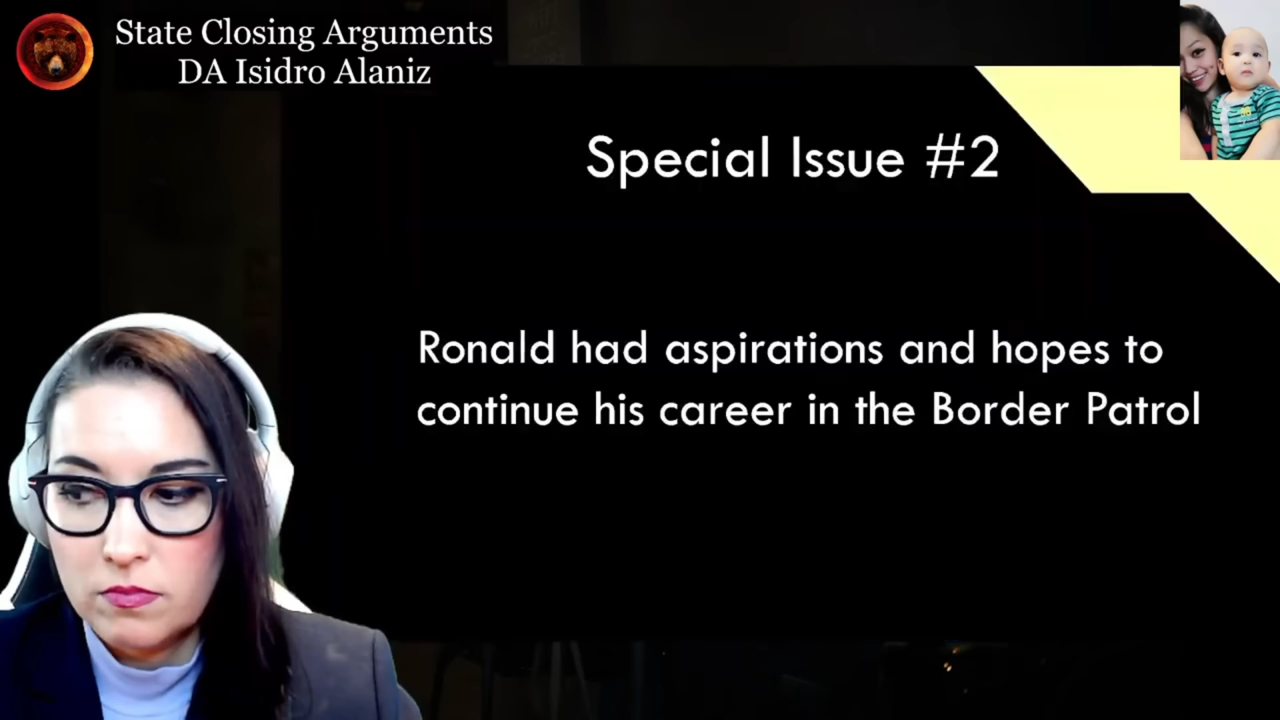 State Closing Arguments
DA Isidro Alaniz
Special Issue #2
Ronald had aspirations and hopes to
continue his career in the Border Patrol